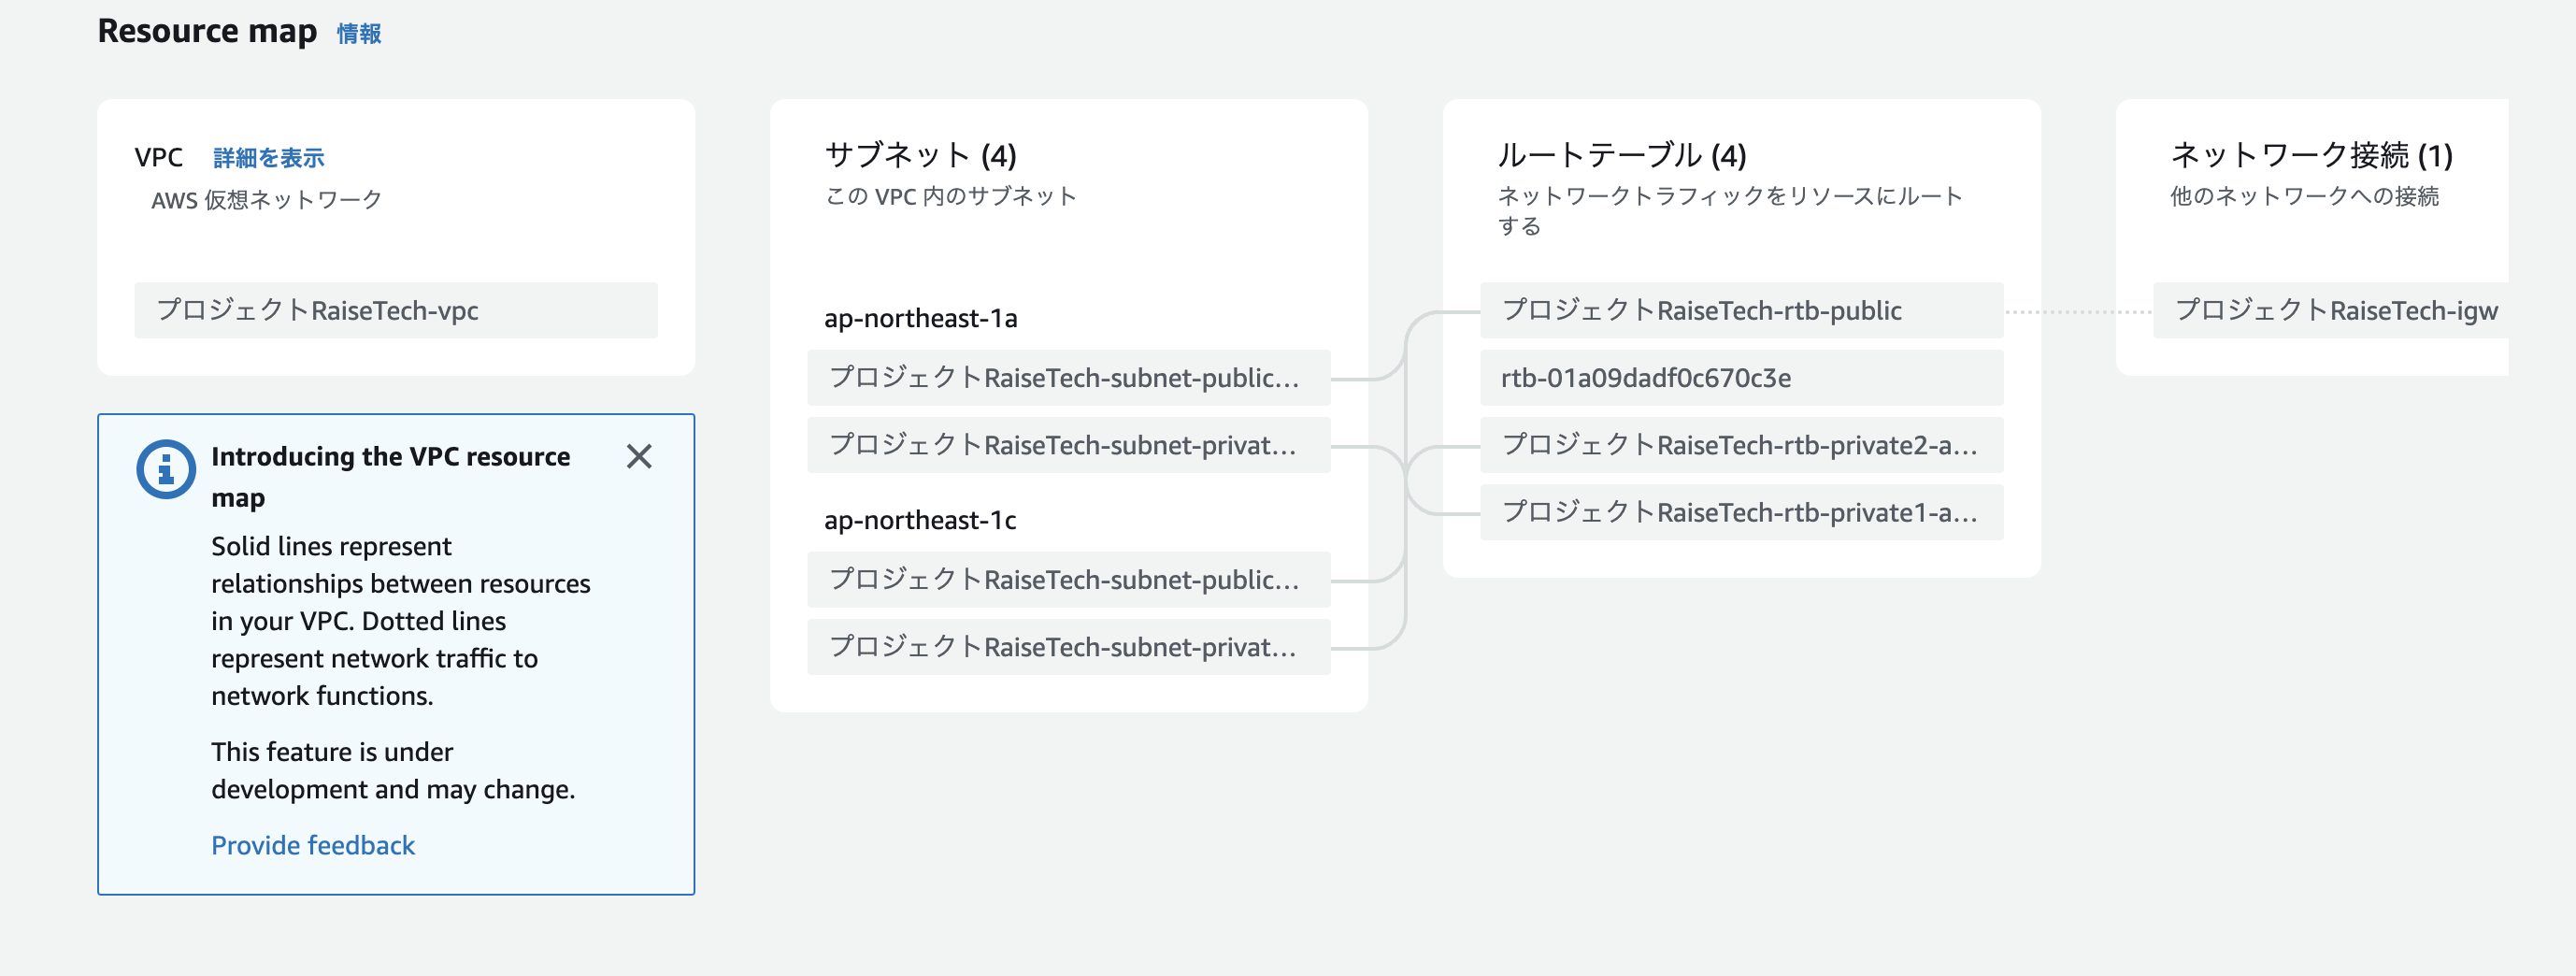 Resource map 情報
VPC 詳細を表示
AWS 仮想ネットワーク
プロジェクトRaiseTech-vpc
Introducing the VPC resource
map
Solid lines represent
relationships between resources
in your VPC. Dotted lines
represent network traffic to
network functions.
This feature is under
development and may change.
Provide feedback
サブネット (4)
この VPC 内のサブネット
ap-northeast-1a
プロジェクトRaiseTech-subnet-public...
プロジェクトRaiseTech-subnet-privat...
ap-northeast-1c
プロジェクトRaiseTech-subnet-public...
プロジェクトRaiseTech-subnet-privat...
ルートテーブル (4)
ネットワークトラフィックをリソースにルート
する
プロジェクトRaiseTech-rtb-public
rtb-01a09dadf0c670c3e
プロジェクトRaiseTech-rtb-private2-a...
プロジェクトRaiseTech-rtb-private1-a...
ネットワーク接続 (1)
他のネットワークへの接続
プロジェクトRaiseTech-igw